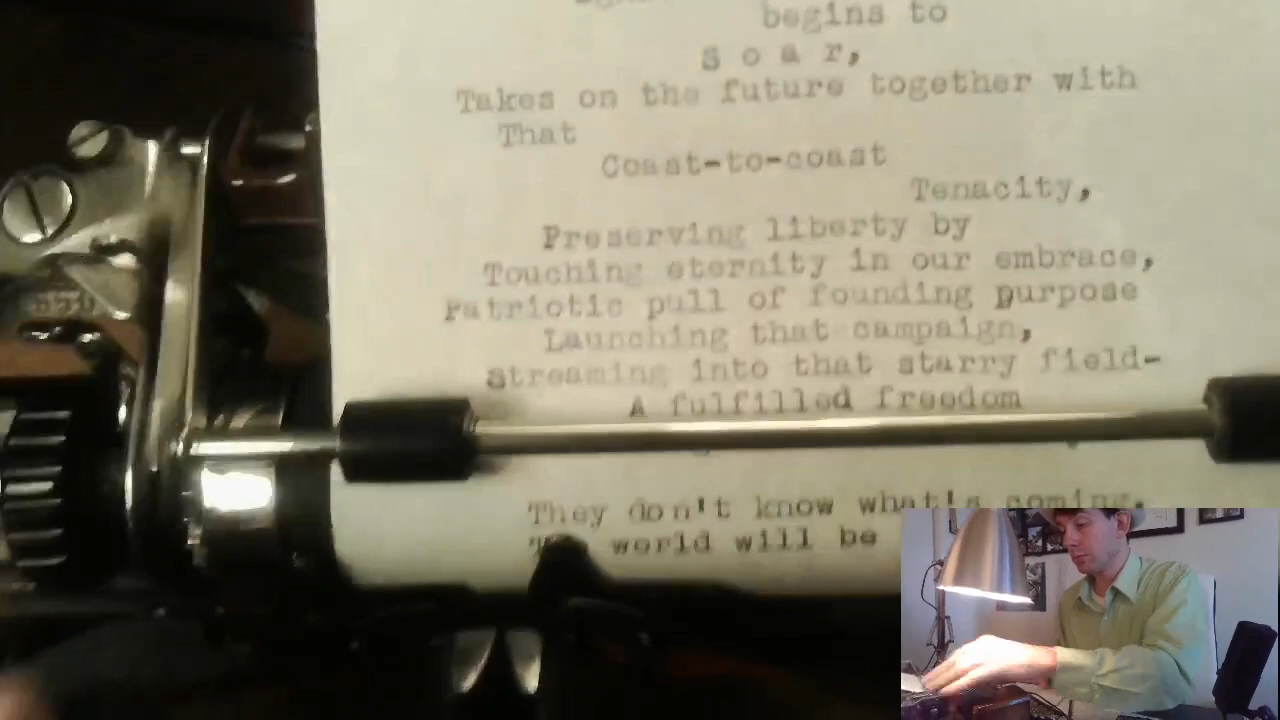 begins to
s o a r,
Takes on the future together with
That
Coast-to-coast
Tenacity,
Preserving liberty by
Touching eternity in our embrace,
Patriotic pull of founding purpose
Launching that campaign,
streaming into that starry field-
A fulfilled freedom
They don't know what's coming.
world will be